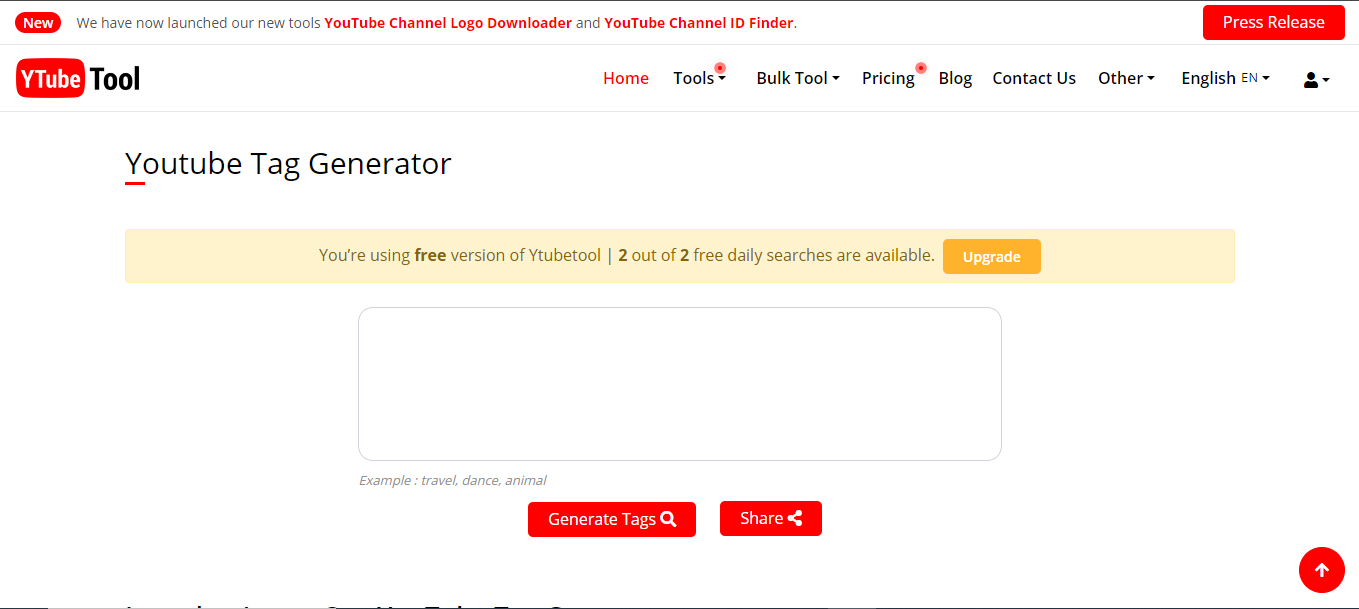 New We have now launched our new tools YouTube Channel Logo Downloader and YouTube Channel ID Finder. Press Release
YTube Tool Home Tools Bulk Tool Pricing Blog Contact Us Other English EN
Youtube Tag Generator
You’re using free version of Ytubetool | 2 out of 2 free daily searches are available. Upgrade
Example : travel, dance, animal
Generate Tags Share